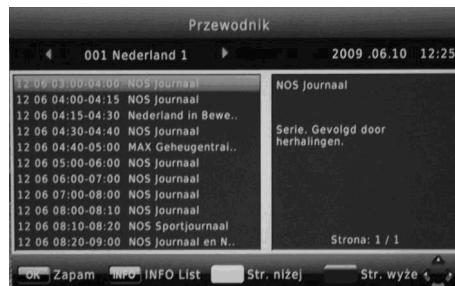 Przewodnik
001 Nederland 1
2009 .06.10 12:25
12 06 03:00-04:00 NOS Journaal
12 06 04:00-04:15 NOS Journaal
12 06 04:15-04:30 Nederland in Bewe..
12 06 04:30-04:40 NOS Journaal
12 06 04:40-05:00 MAX Geheugentrai..
12 06 05:00-06:00 NOS Journaal
12 06 06:00-07:00 NOS Journaal
12 06 07:00-08:00 NOS Journaal
12 06 08:00-08:10 NOS Journaal
12 06 08:10-08:20 NOS Sportjournaal
12 06 08:20-09:00 NOS Journaal en N..
NOS Journaal
Serie. Gevolgd door
herhalingen.
Strona: 1 / 1
OK Zapam INFO INFO List Str. niżej Str. wyże